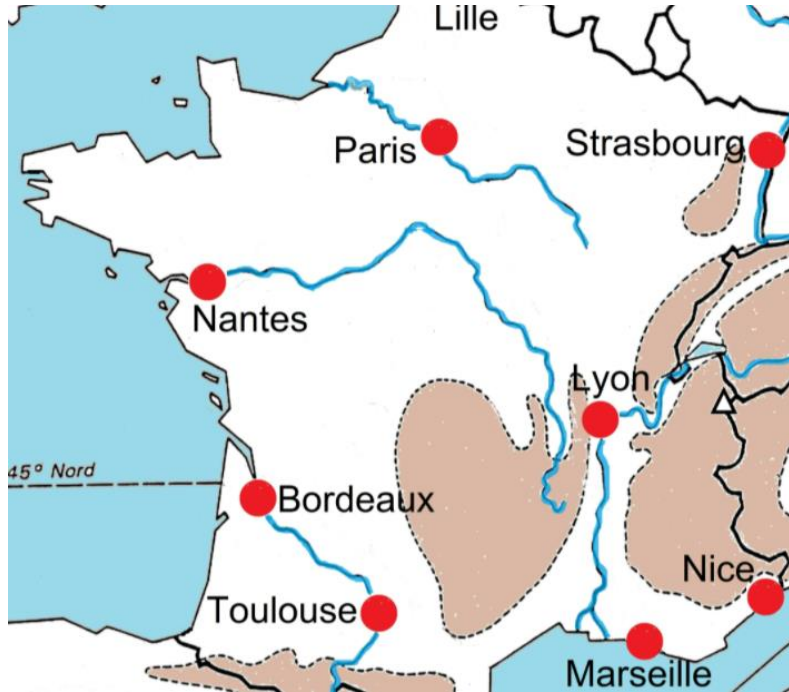 Lille
Paris
Strasbourg
Nantes
Lyon
45° Nord
Bordeaux
Nice
Toulouse
Marseille